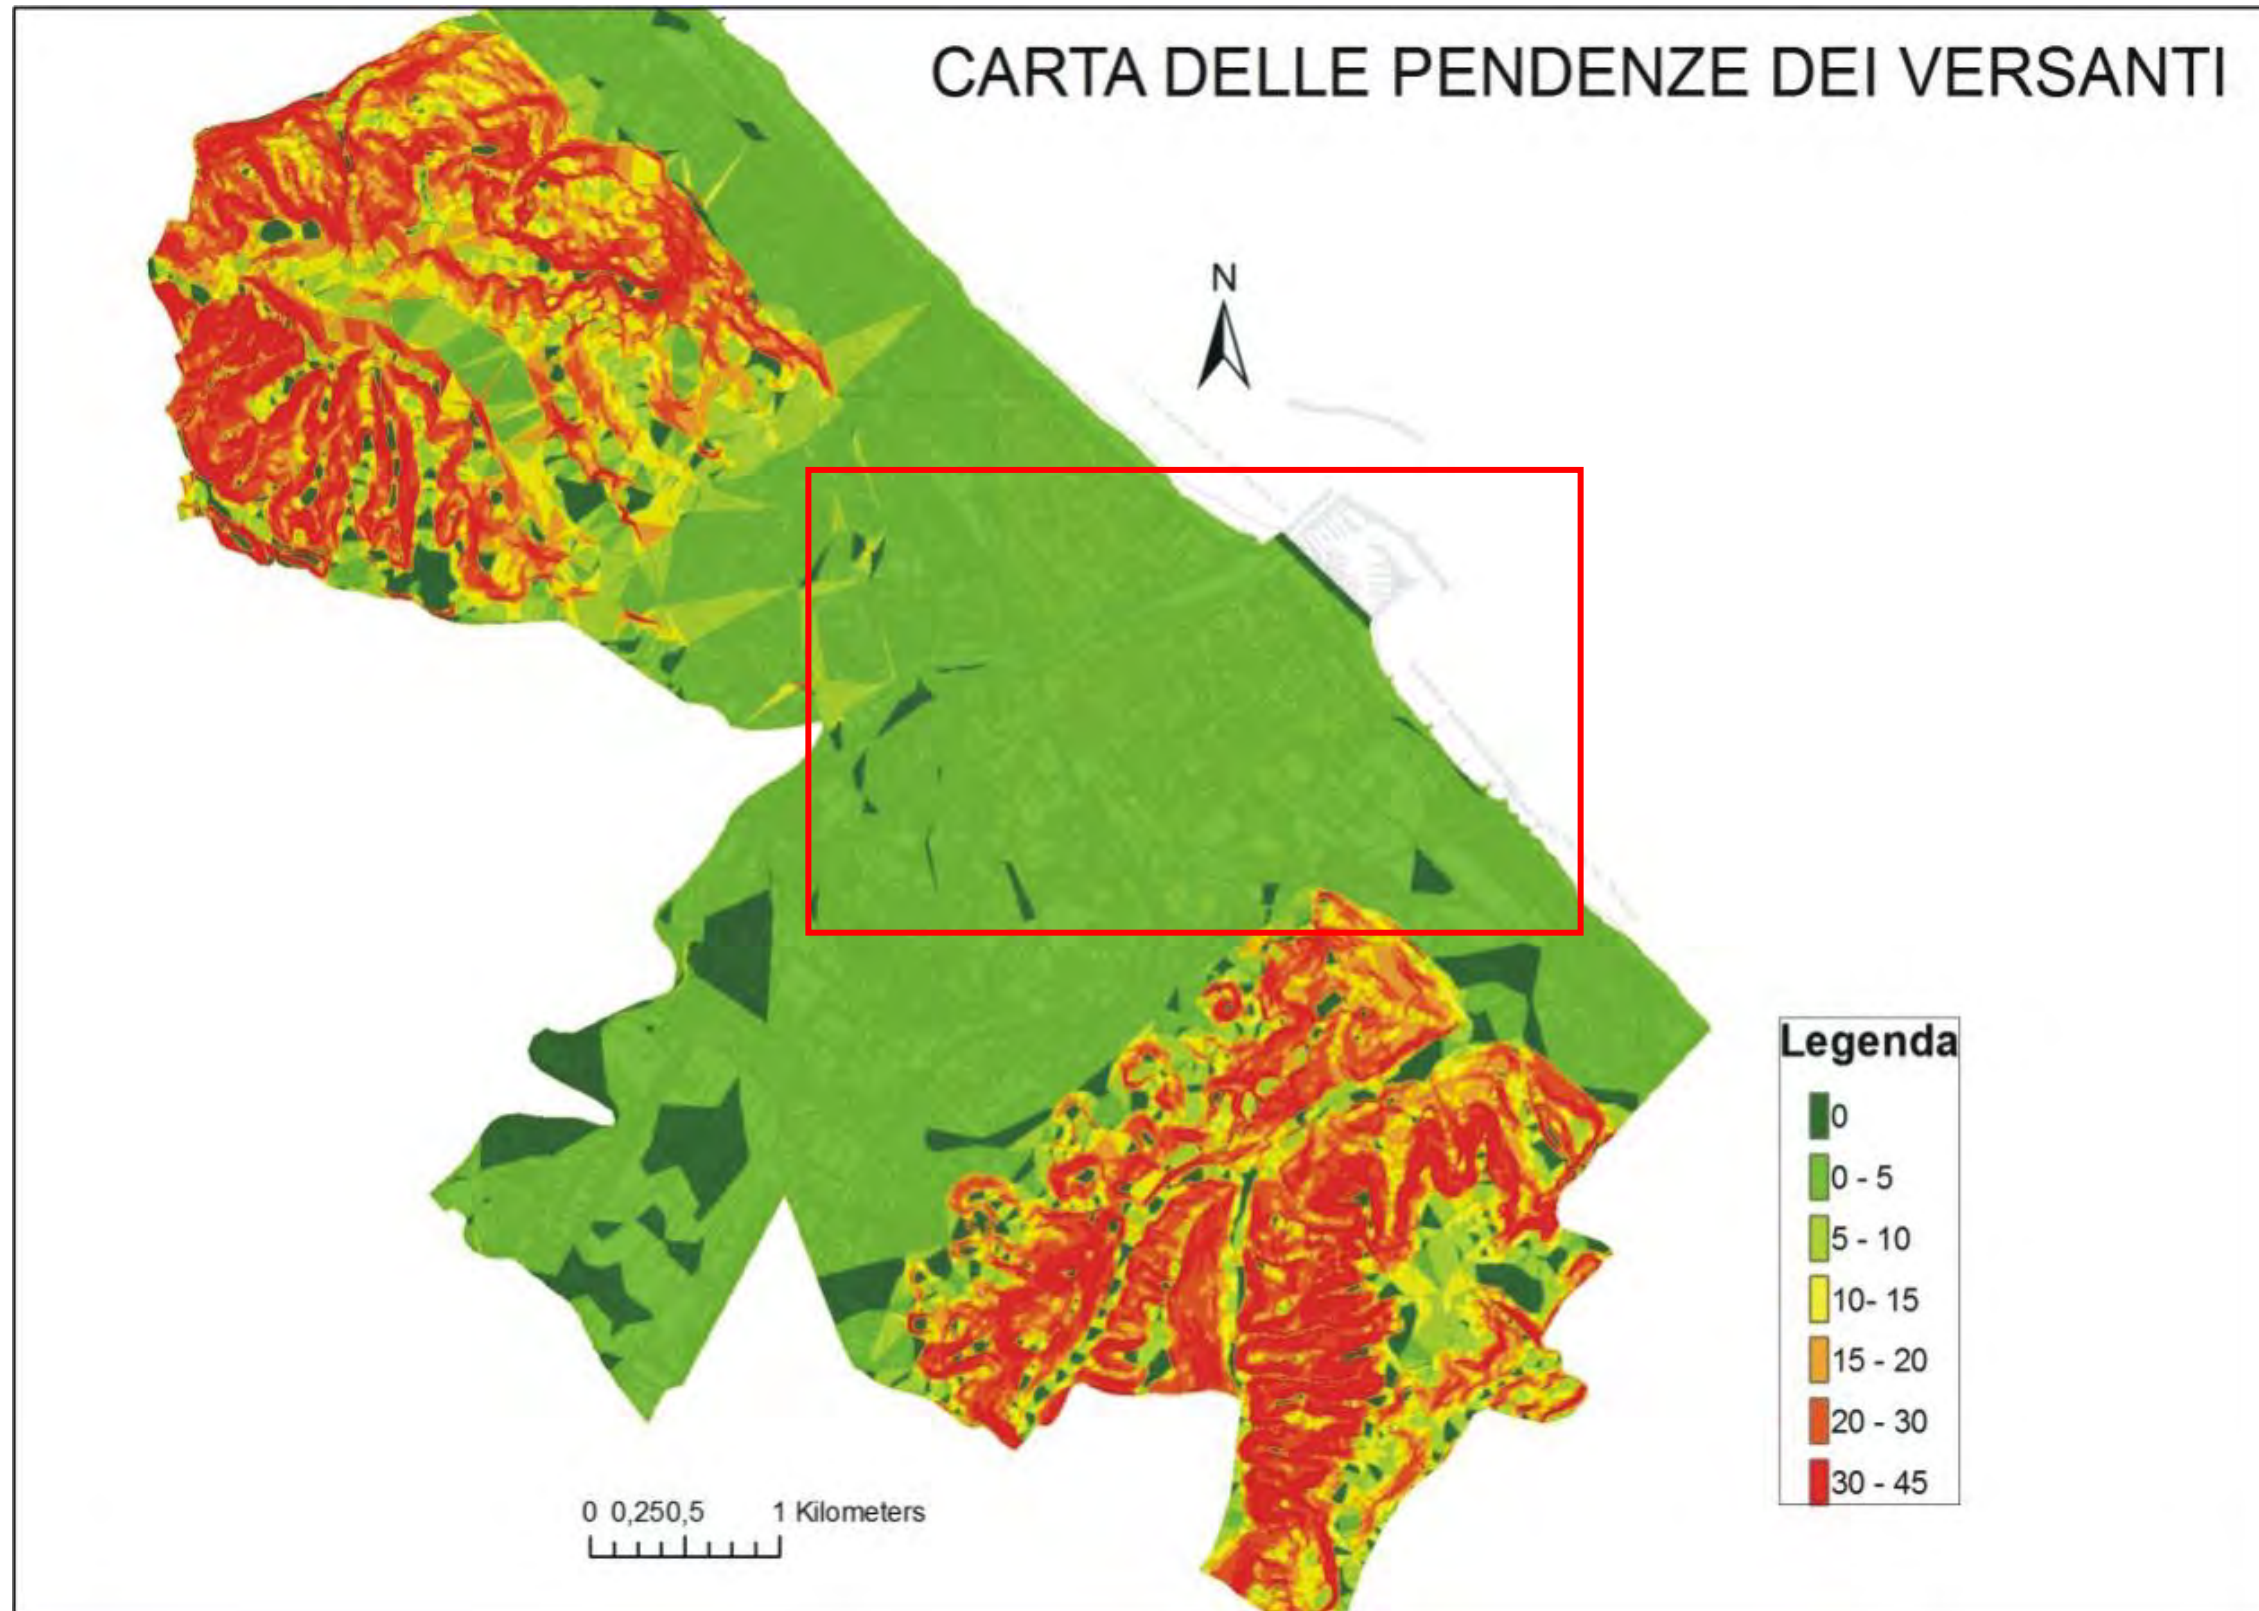 CARTA DELLE PENDENZE DEI VERSANTI
N
Legenda
0
0 - 5
5 - 10
10- 15
15 - 20
20 - 30
30 - 45
0 0,250,5 1 Kilometers